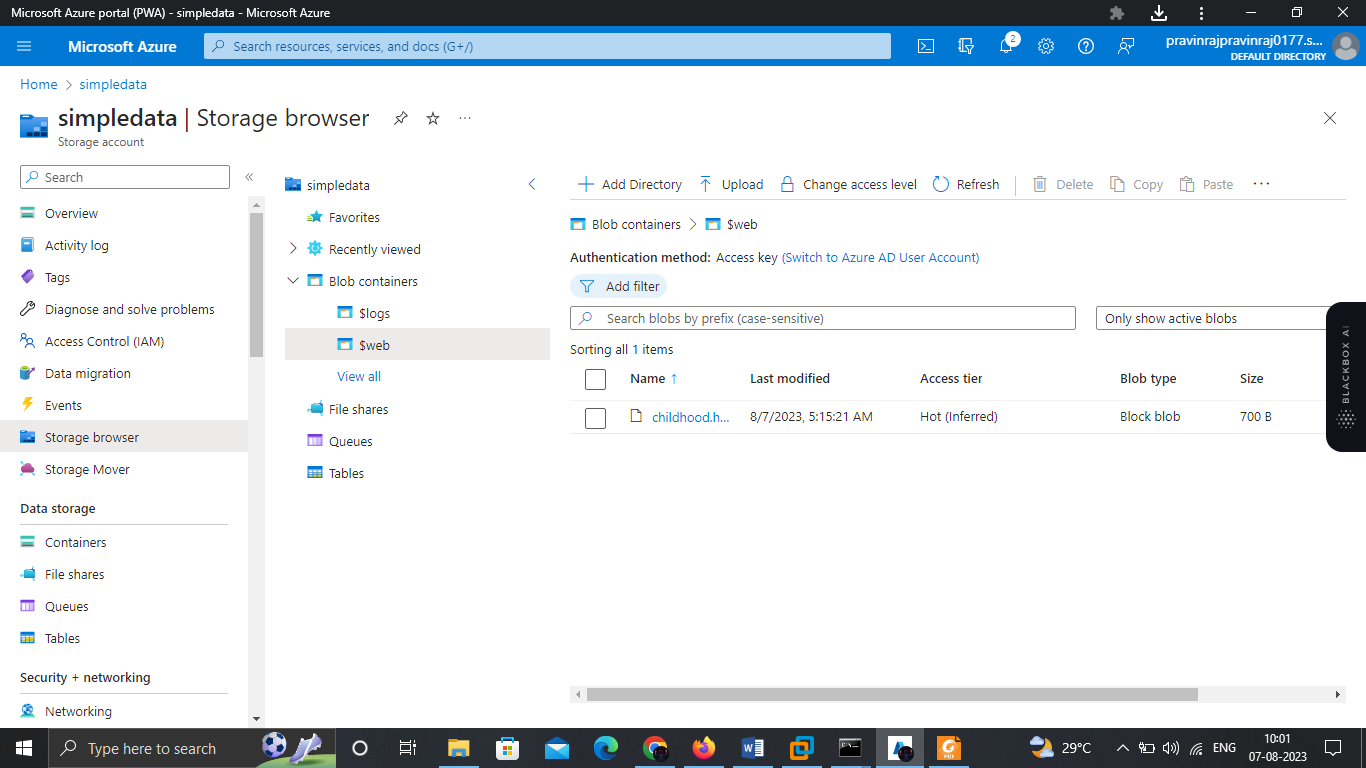 Microsoft Azure portal (PWA) - simpledata - Microsoft Azure
Microsoft Azure
Search resources, services, and docs (G+/)
2
pravinrajpravinraj0177.s...
DEFAULT DIRECTORY
Home > simpledata
simpledata | Storage browser
Storage account
Search
Overview
Activity log
Tags
Diagnose and solve problems
Access Control (IAM)
Data migration
Events
Storage browser
Storage Mover
Data storage
Containers
File shares
Queues
Tables
Security + networking
Networking
simpledata
Favorites
Recently viewed
Blob containers
$logs
$web
View all
File shares
Queues
Tables
Add Directory Upload Change access level Refresh Delete Copy Paste ...
Blob containers > $web
Authentication method: Access key (Switch to Azure AD User Account)
Add filter
Search blobs by prefix (case-sensitive)
Only show active blobs
Sorting all 1 items
Name ↑ Last modified Access tier Blob type Size
childhood.h... 8/7/2023, 5:15:21 AM Hot (Inferred) Block blob 700 B
BLACKBOX AI
Type here to search
29°C
ENG
10:01
07-08-2023